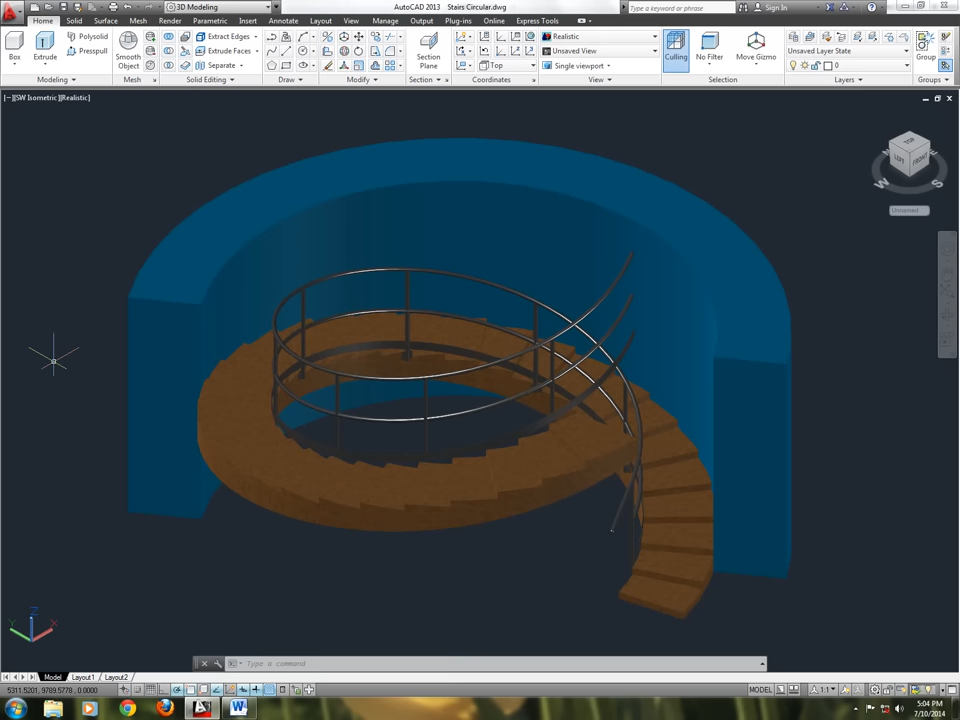 3D Modeling
AutoCAD 2013 Stairs Circular.dwg
Type a keyword or phrase
Sign In
Home Solid Surface Mesh Render Parametric Insert Annotate Layout View Manage Output Plug-ins Online Express Tools
Box
Extrude
Polysolid
Presspull
Smooth
Object
Extrude Edges
Extrude Faces
Separate
Section
Plane
Top
Realistic
Unsaved View
Single viewport
Culling
No Filter
Move Gizmo
Unsaved Layer State
0
Group
Modeling
Mesh
Solid Editing
Draw
Modify
Section
Coordinates
View
Selection
Layers
Groups
[−][SW Isometric][Realistic]
TOP
LEFT
FRONT
W
S
Unnamed
Z
Y
X
Type a command
Model Layout1 Layout2
5311.5201, 9789.5778, 0.0000
MODEL
1:1
5:04 PM
7/10/2014